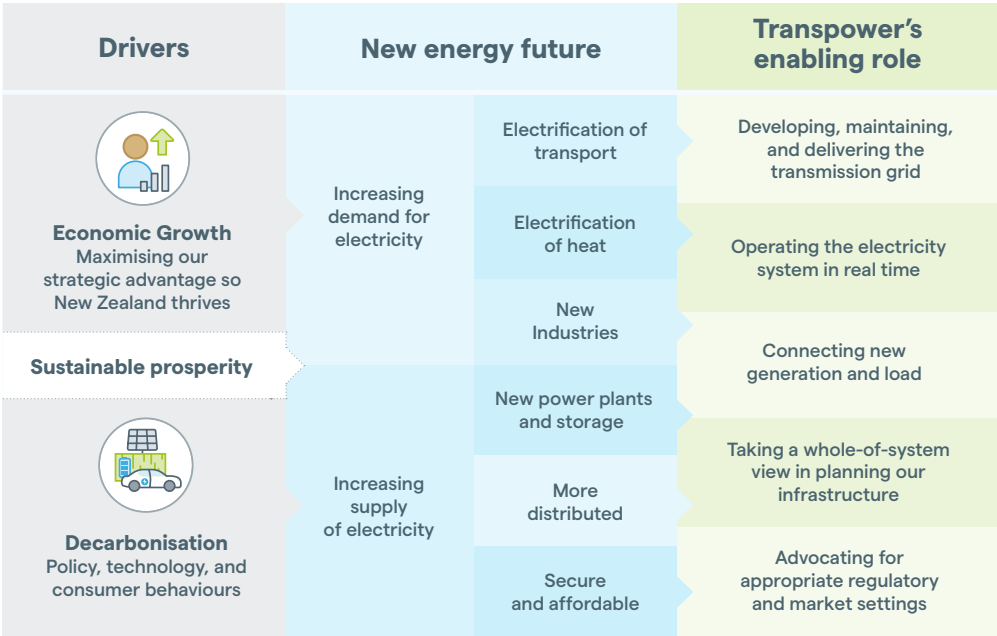 Drivers
New energy future
Transpower’s
enabling role
Economic Growth
Maximising our
strategic advantage so
New Zealand thrives
Sustainable prosperity
Decarbonisation
Policy, technology, and
consumer behaviours
Increasing
demand for
electricity
Increasing
supply
of electricity
Electrification of
transport
Electrification
of heat
New
Industries
New power plants
and storage
More
distributed
Secure
and affordable
Developing, maintaining,
and delivering the
transmission grid
Operating the electricity
system in real time
Connecting new
generation and load
Taking a whole-of-system
view in planning our
infrastructure
Advocating for
appropriate regulatory
and market settings